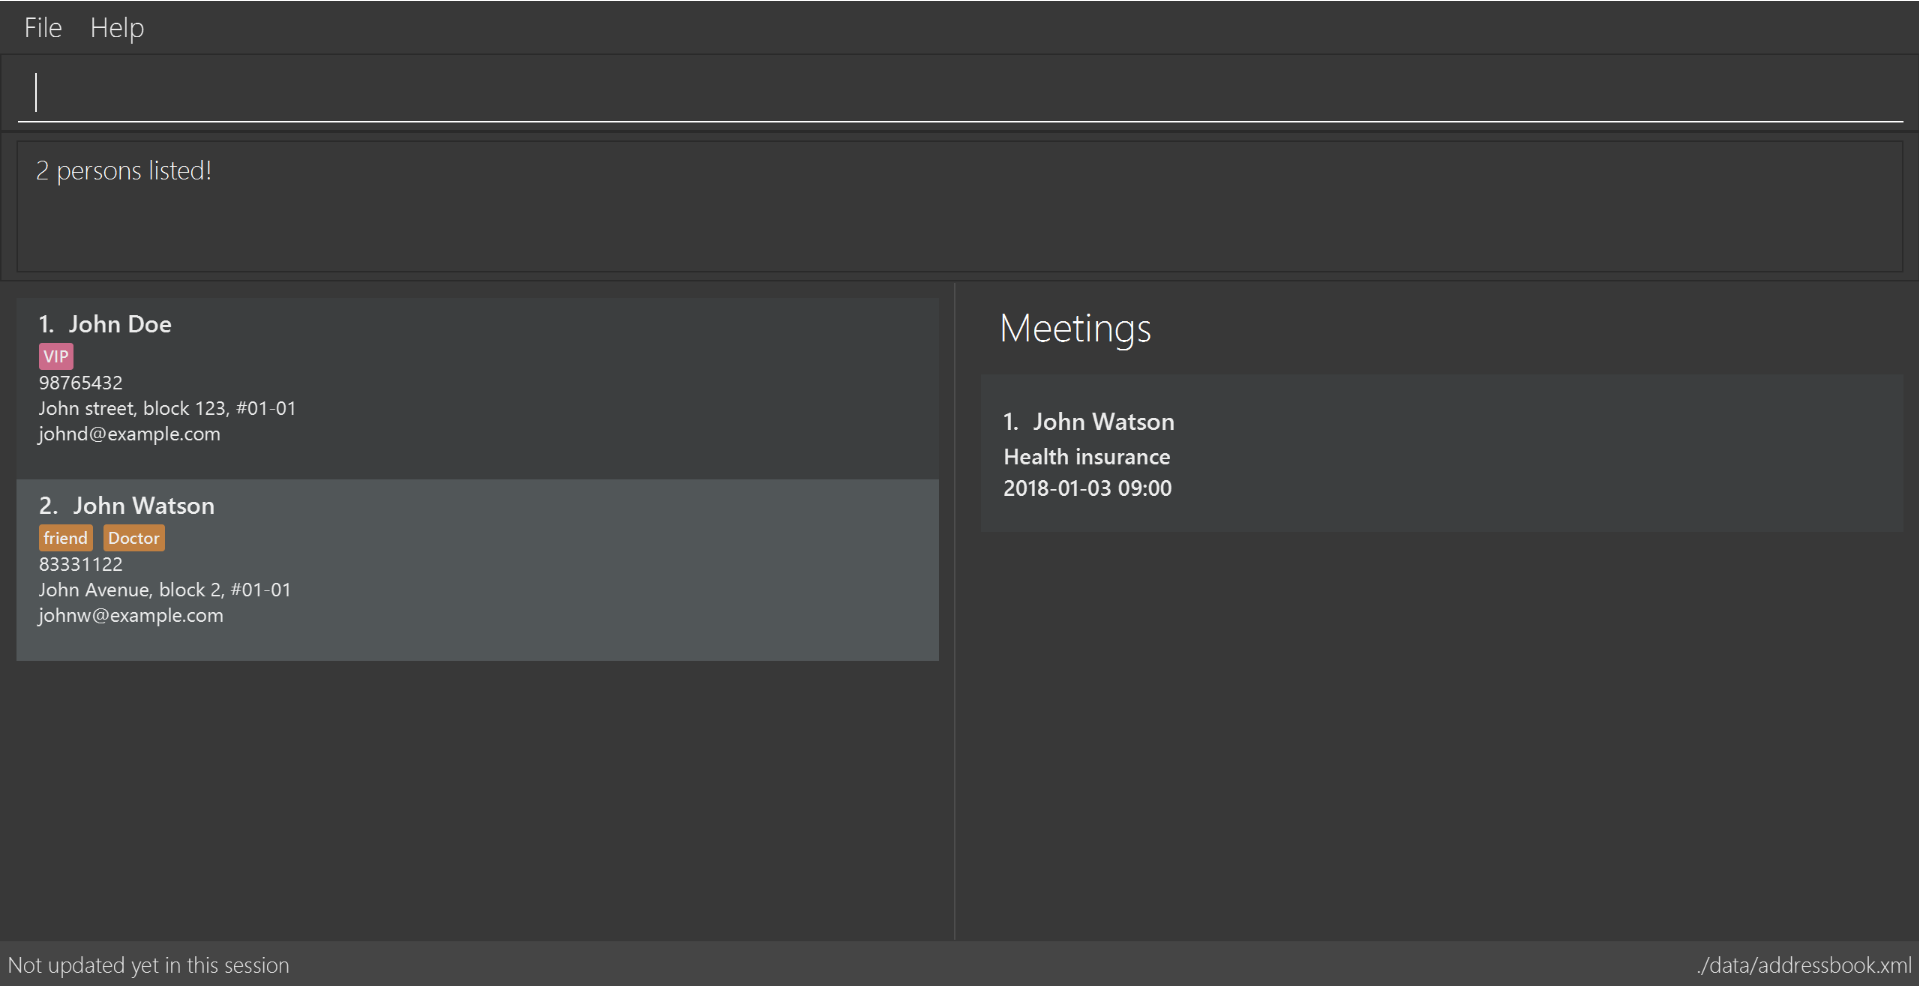 File Help
2 persons listed!
1. John Doe
VIP
98765432
John street, block 123, #01-01
johnd@example.com
2. John Watson
friend Doctor
83331122
John Avenue, block 2, #01-01
johnw@example.com
Meetings
1. John Watson
Health insurance
2018-01-03 09:00
Not updated yet in this session
./data/addressbook.xml